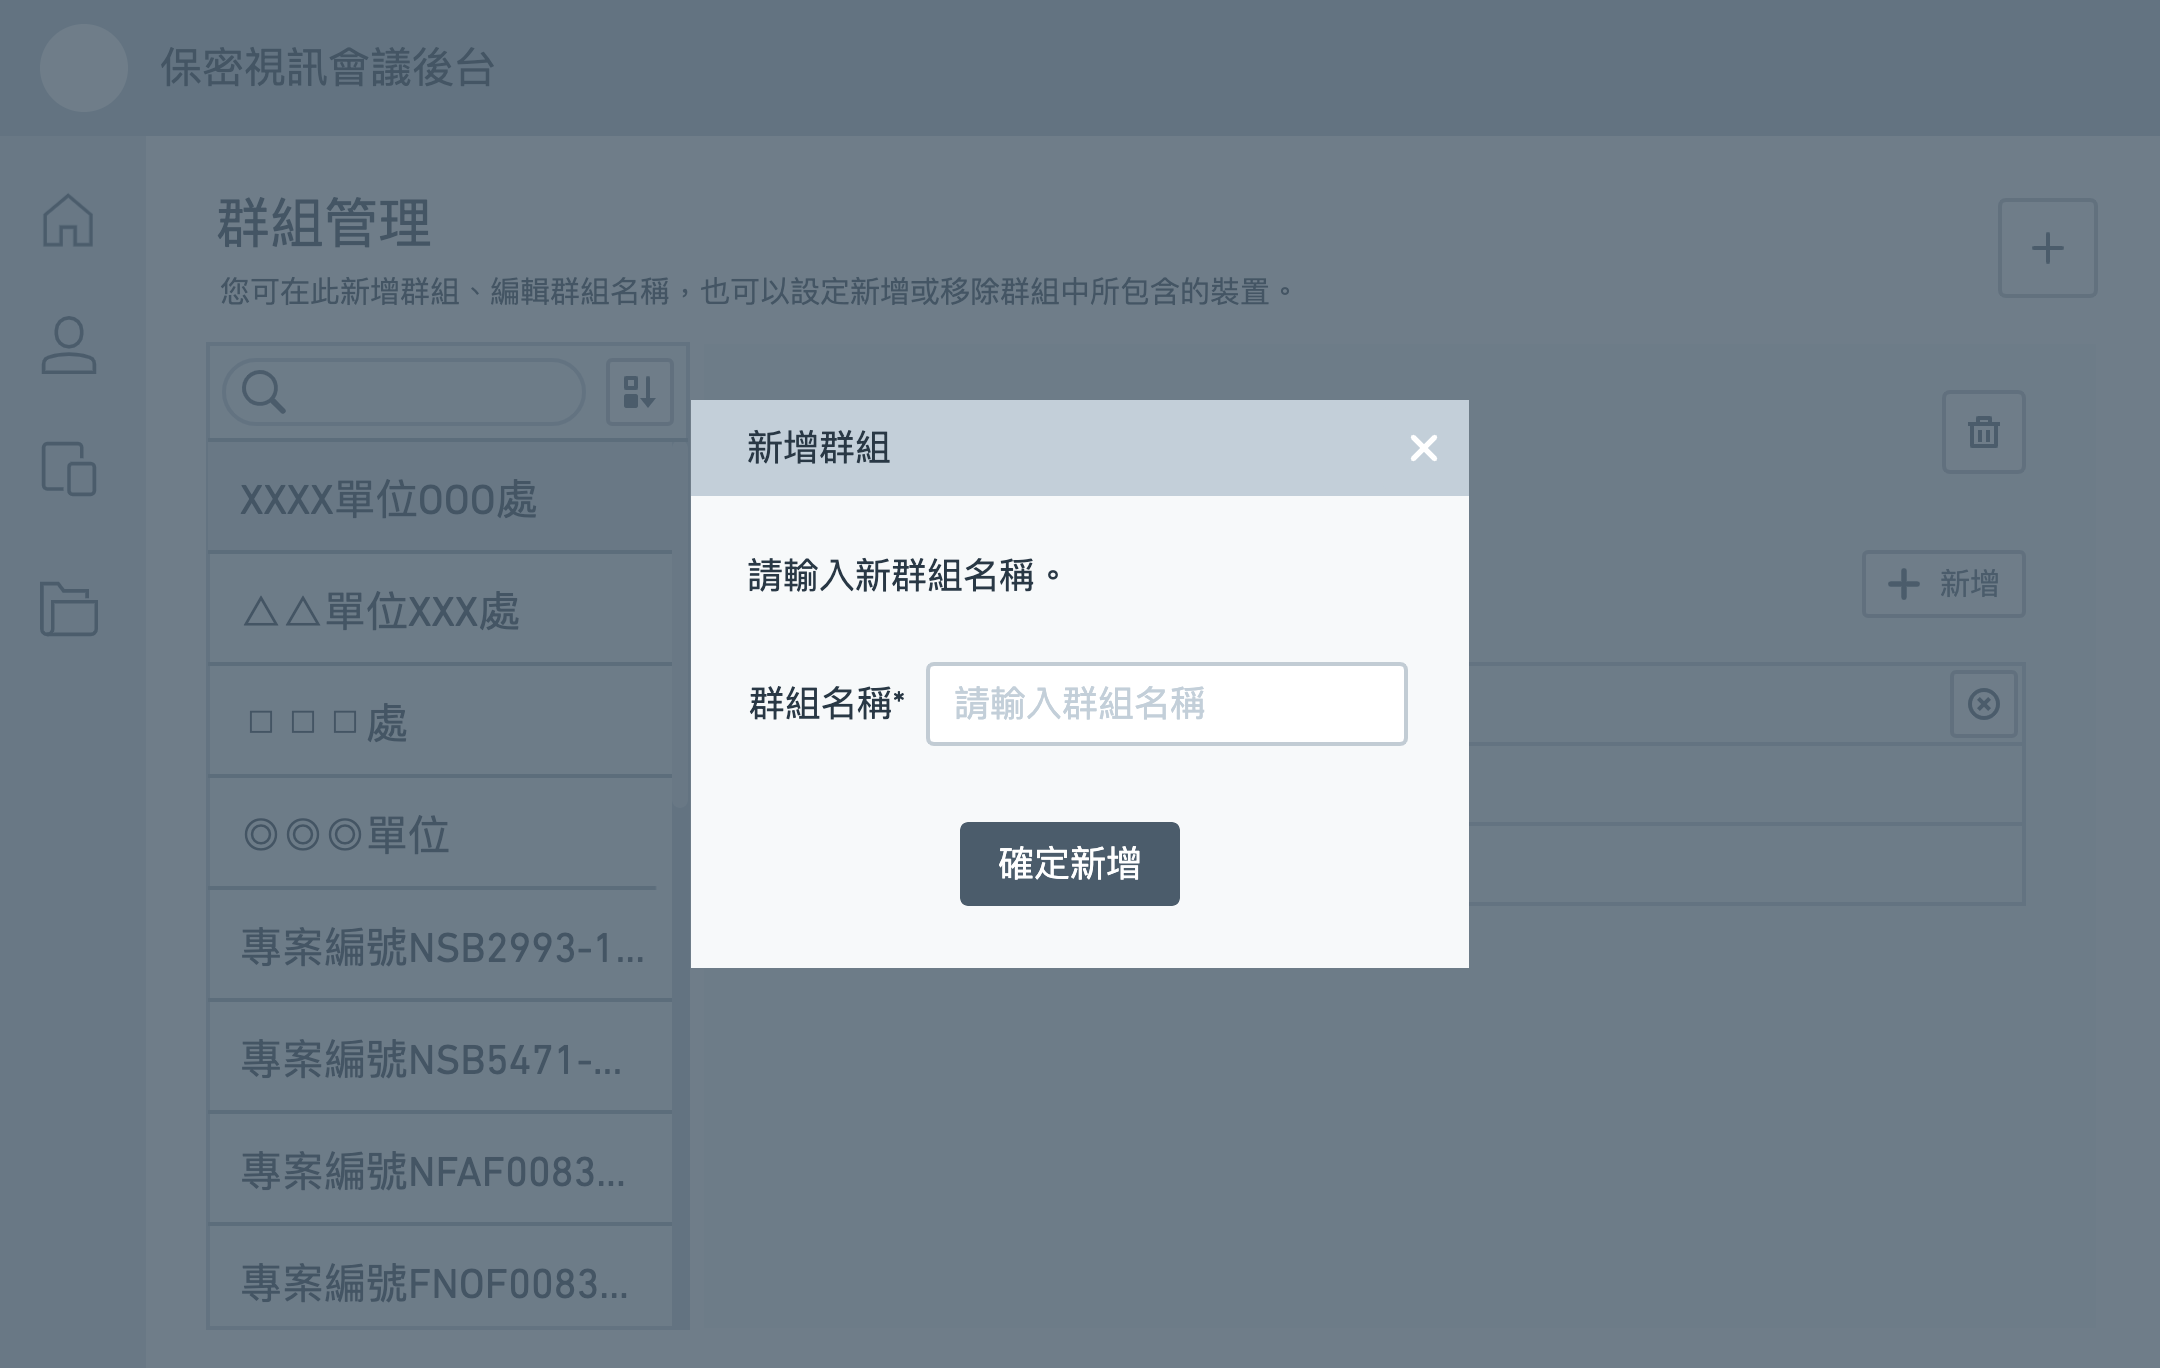 保密視訊會議後台
群組管理
您可在此新增群組、編輯群組名稱，也可以設定新增或移除群組中所包含的裝置。
XXXX單位OOO處
△△單位XXX處
□□□處
◎◎◎單位
專案編號NSB2993-1...
專案編號NSB5471-...
專案編號NFAF0083...
專案編號FNOF0083...
新增
新增群組
請輸入新群組名稱。
群組名稱*
請輸入群組名稱
確定新增